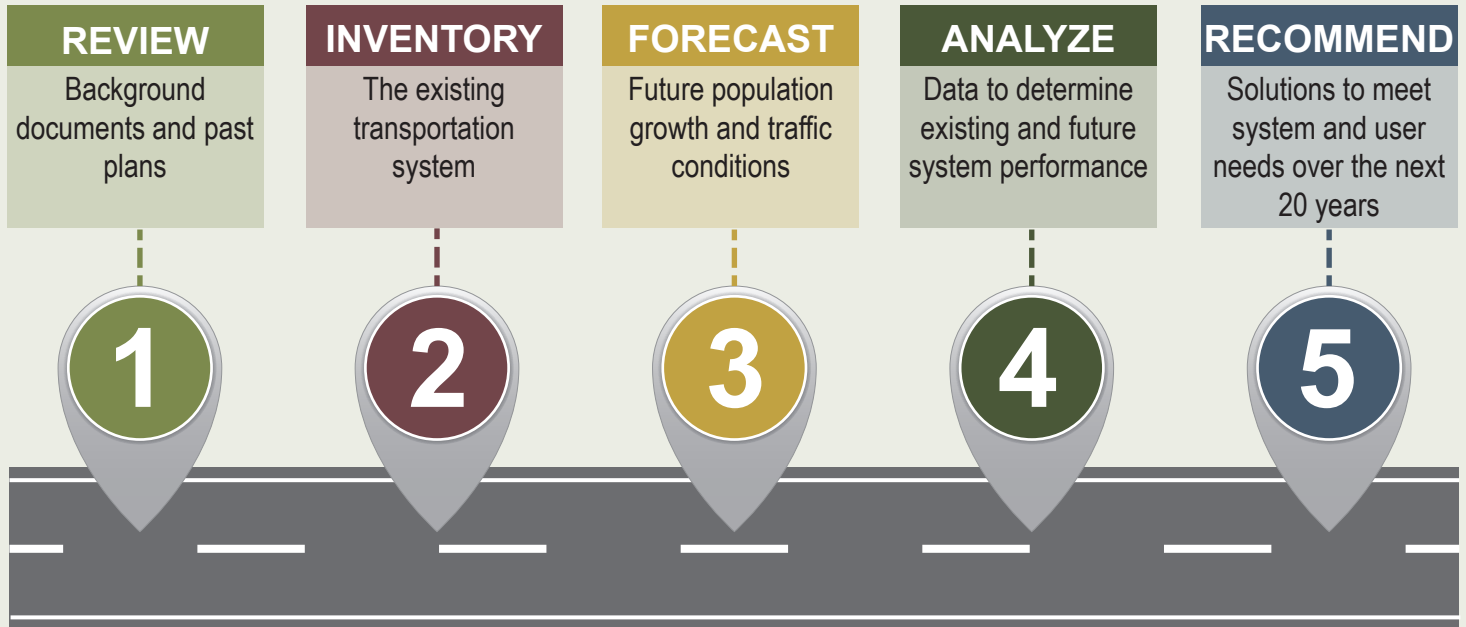 REVIEW
Background
documents and past
plans
INVENTORY
The existing
transportation
system
FORECAST
Future population
growth and traffic
conditions
ANALYZE
Data to determine
existing and future
system performance
RECOMMEND
Solutions to meet
system and user
needs over the next
20 years
1
2
3
4
5